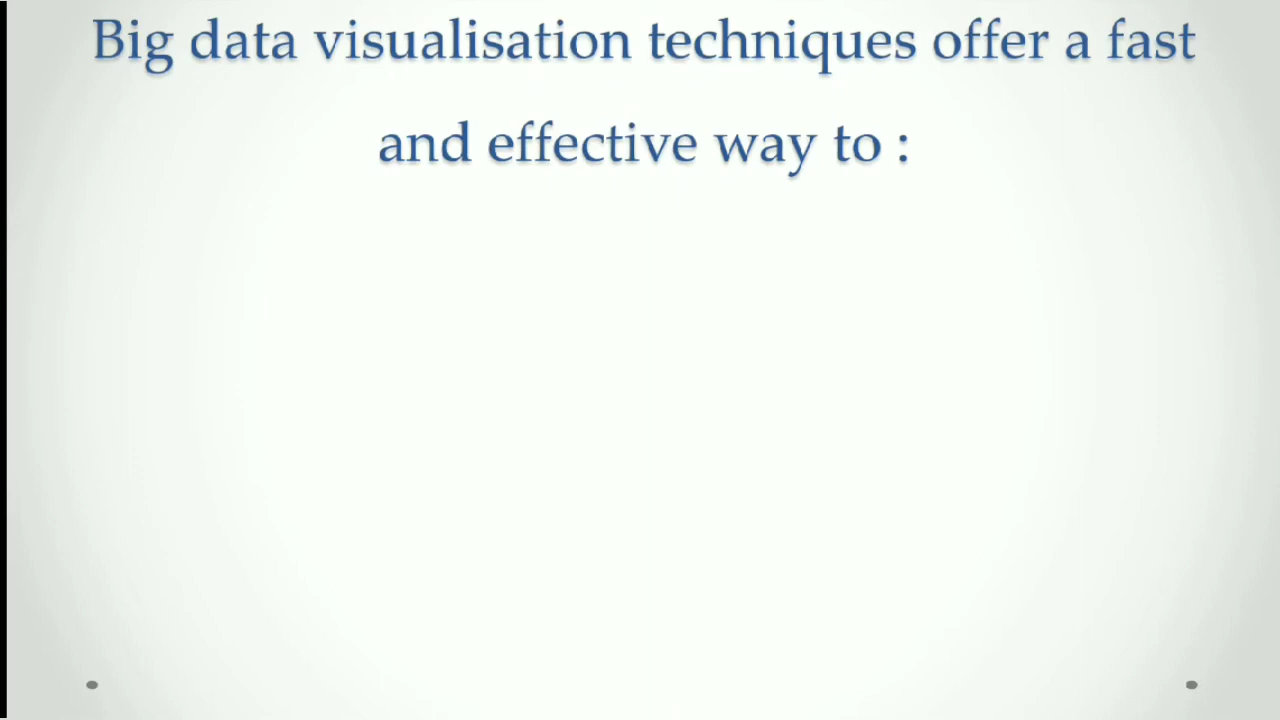 Big data visualisation techniques offer a fast
and effective way to :